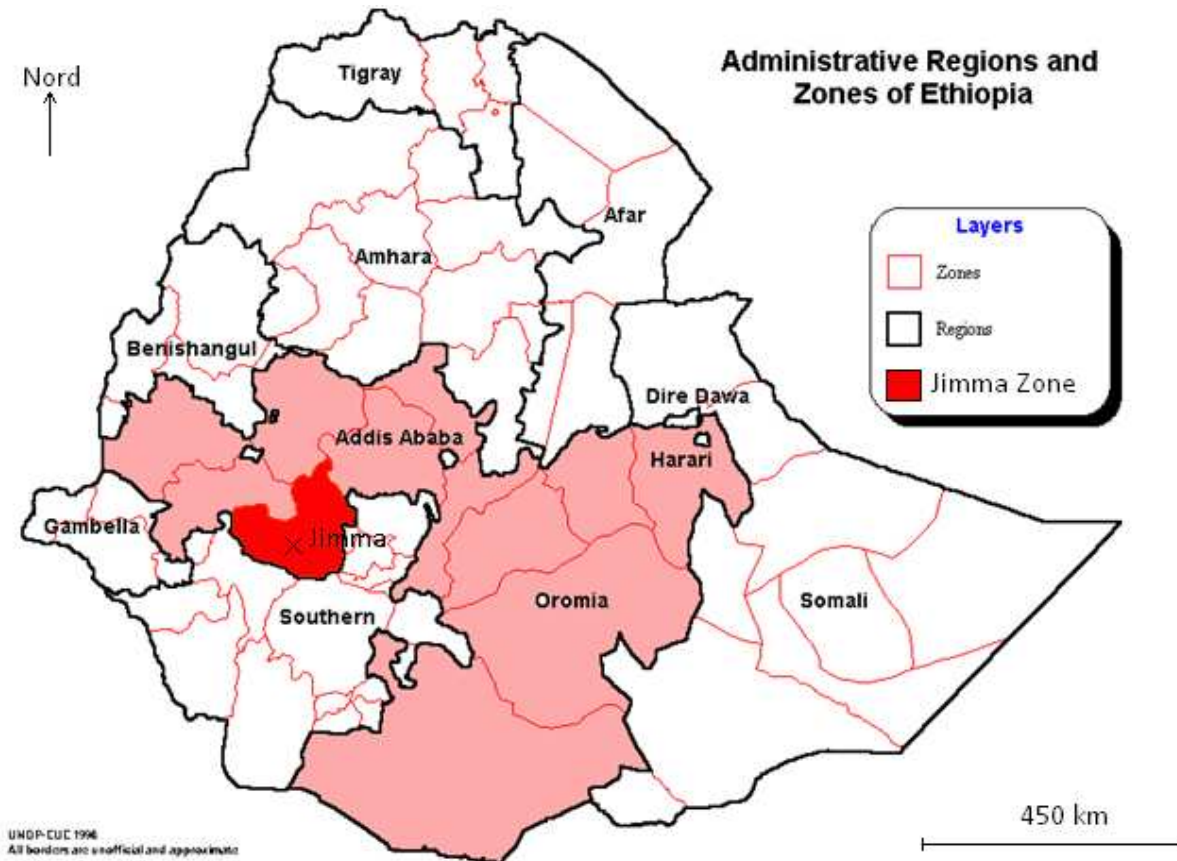 Administrative Regions and
Zones of Ethiopia
Nord
Tigray
Afar
Amhara
Layers
Zones
Regions
Jimma Zone
Benishangul
Dire Dawa
Addis Ababa
Harari
Gambella
Jimma
Oromia
Somali
Southern
450 km
UNDP-EUE 1998
All borders are unofficial and approximate